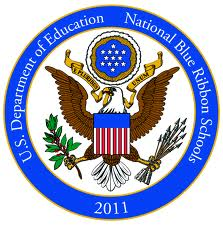 U.S. Department of Education
National Blue Ribbon Schools
2011